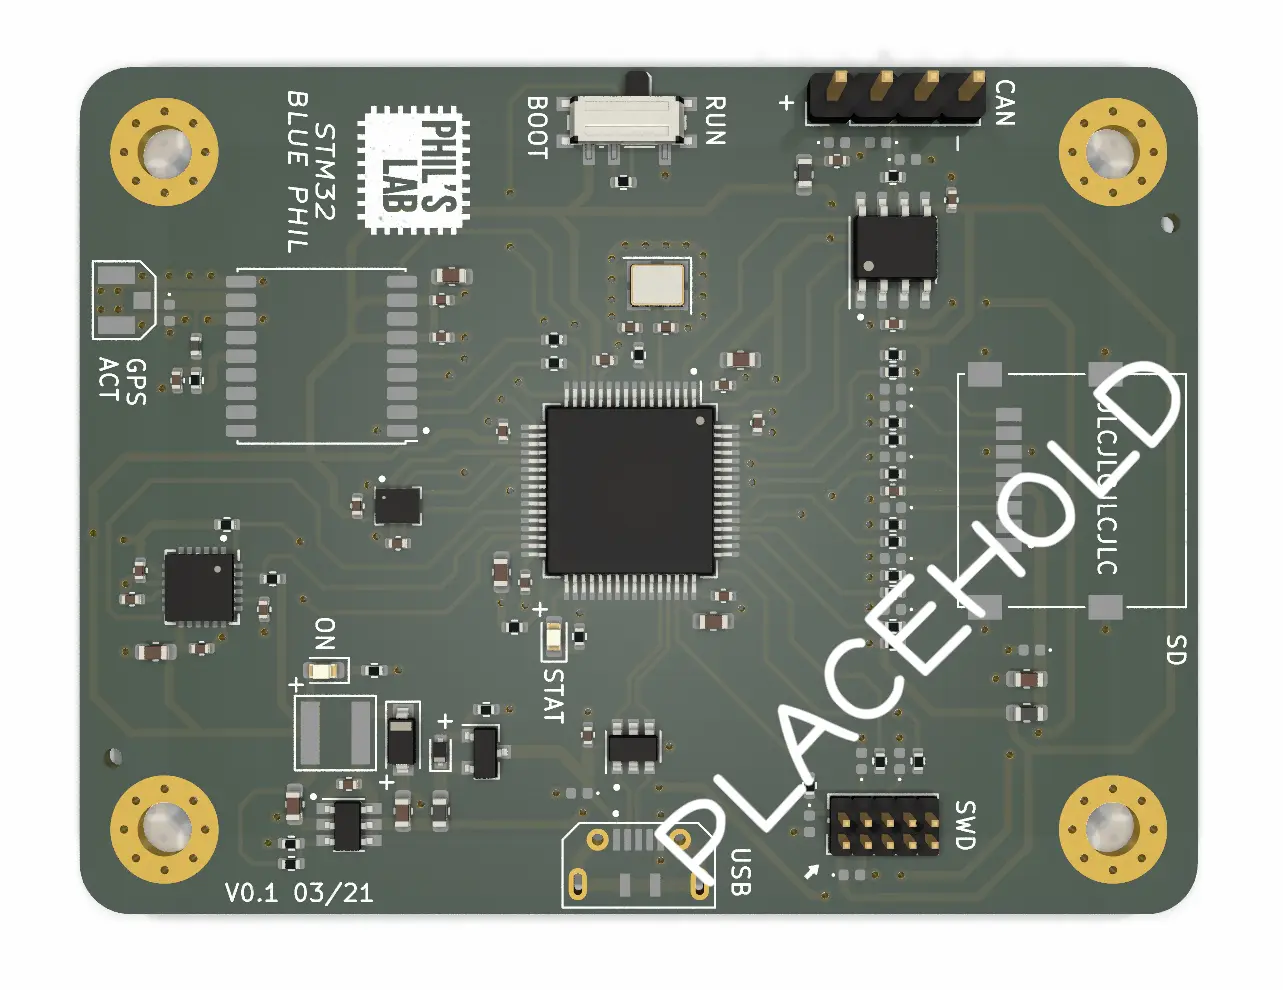 BOOT
RUN
+
CAN
STM32
BLUE PHIL
PHIL'S
LAB
GPS
ACT
JLCJLCJLCJLC
PLACEHOLD
ON
+
+
STAT
+
+
SD
SWD
USB
V0.1 03/21